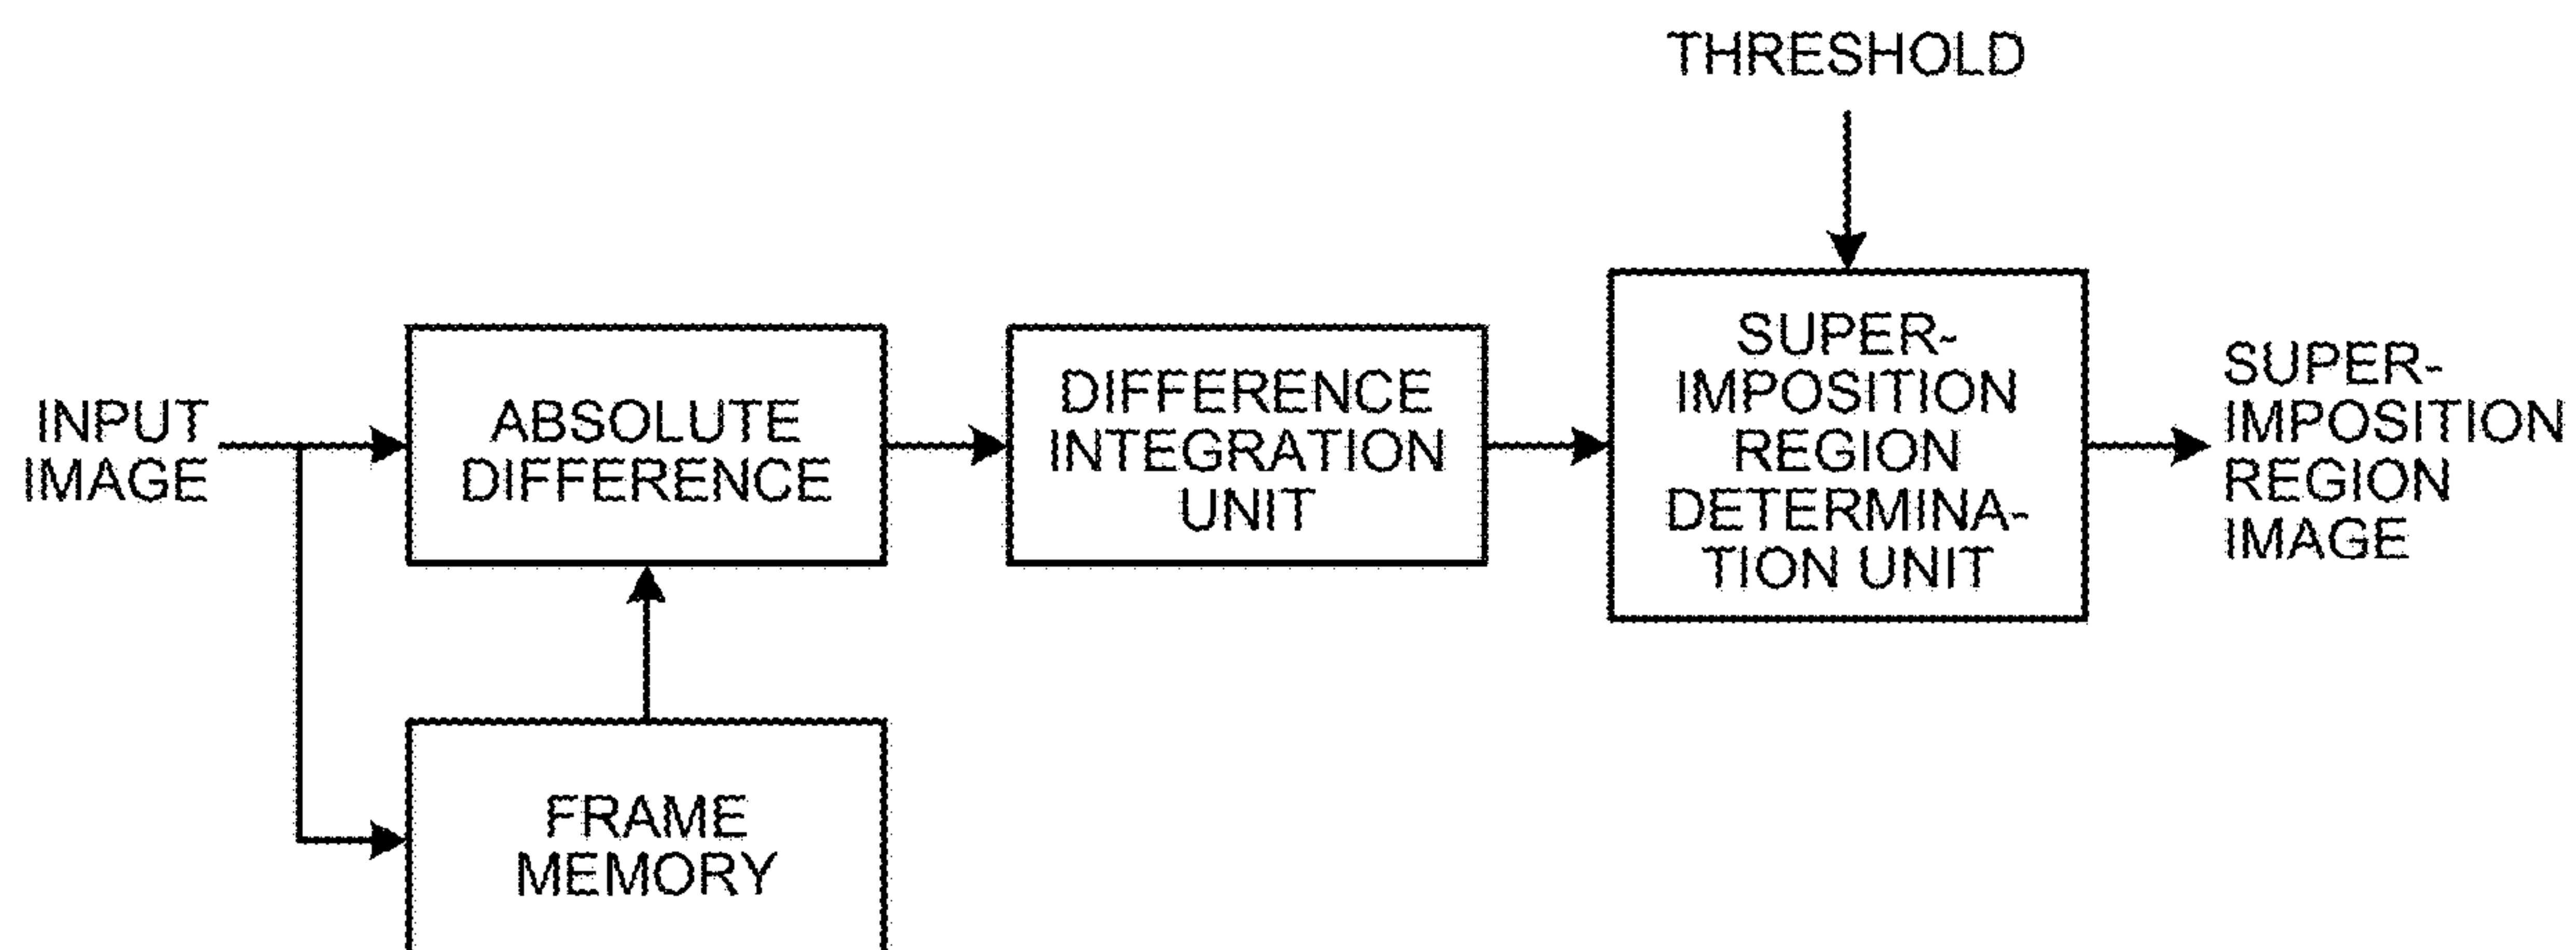 THRESHOLD
INPUT
IMAGE
ABSOLUTE
DIFFERENCE
DIFFERENCE
INTEGRATION
UNIT
SUPER-
IMPOSITION
REGION
DETERMINA-
TION UNIT
SUPER-
IMPOSITION
REGION
IMAGE
FRAME
MEMORY